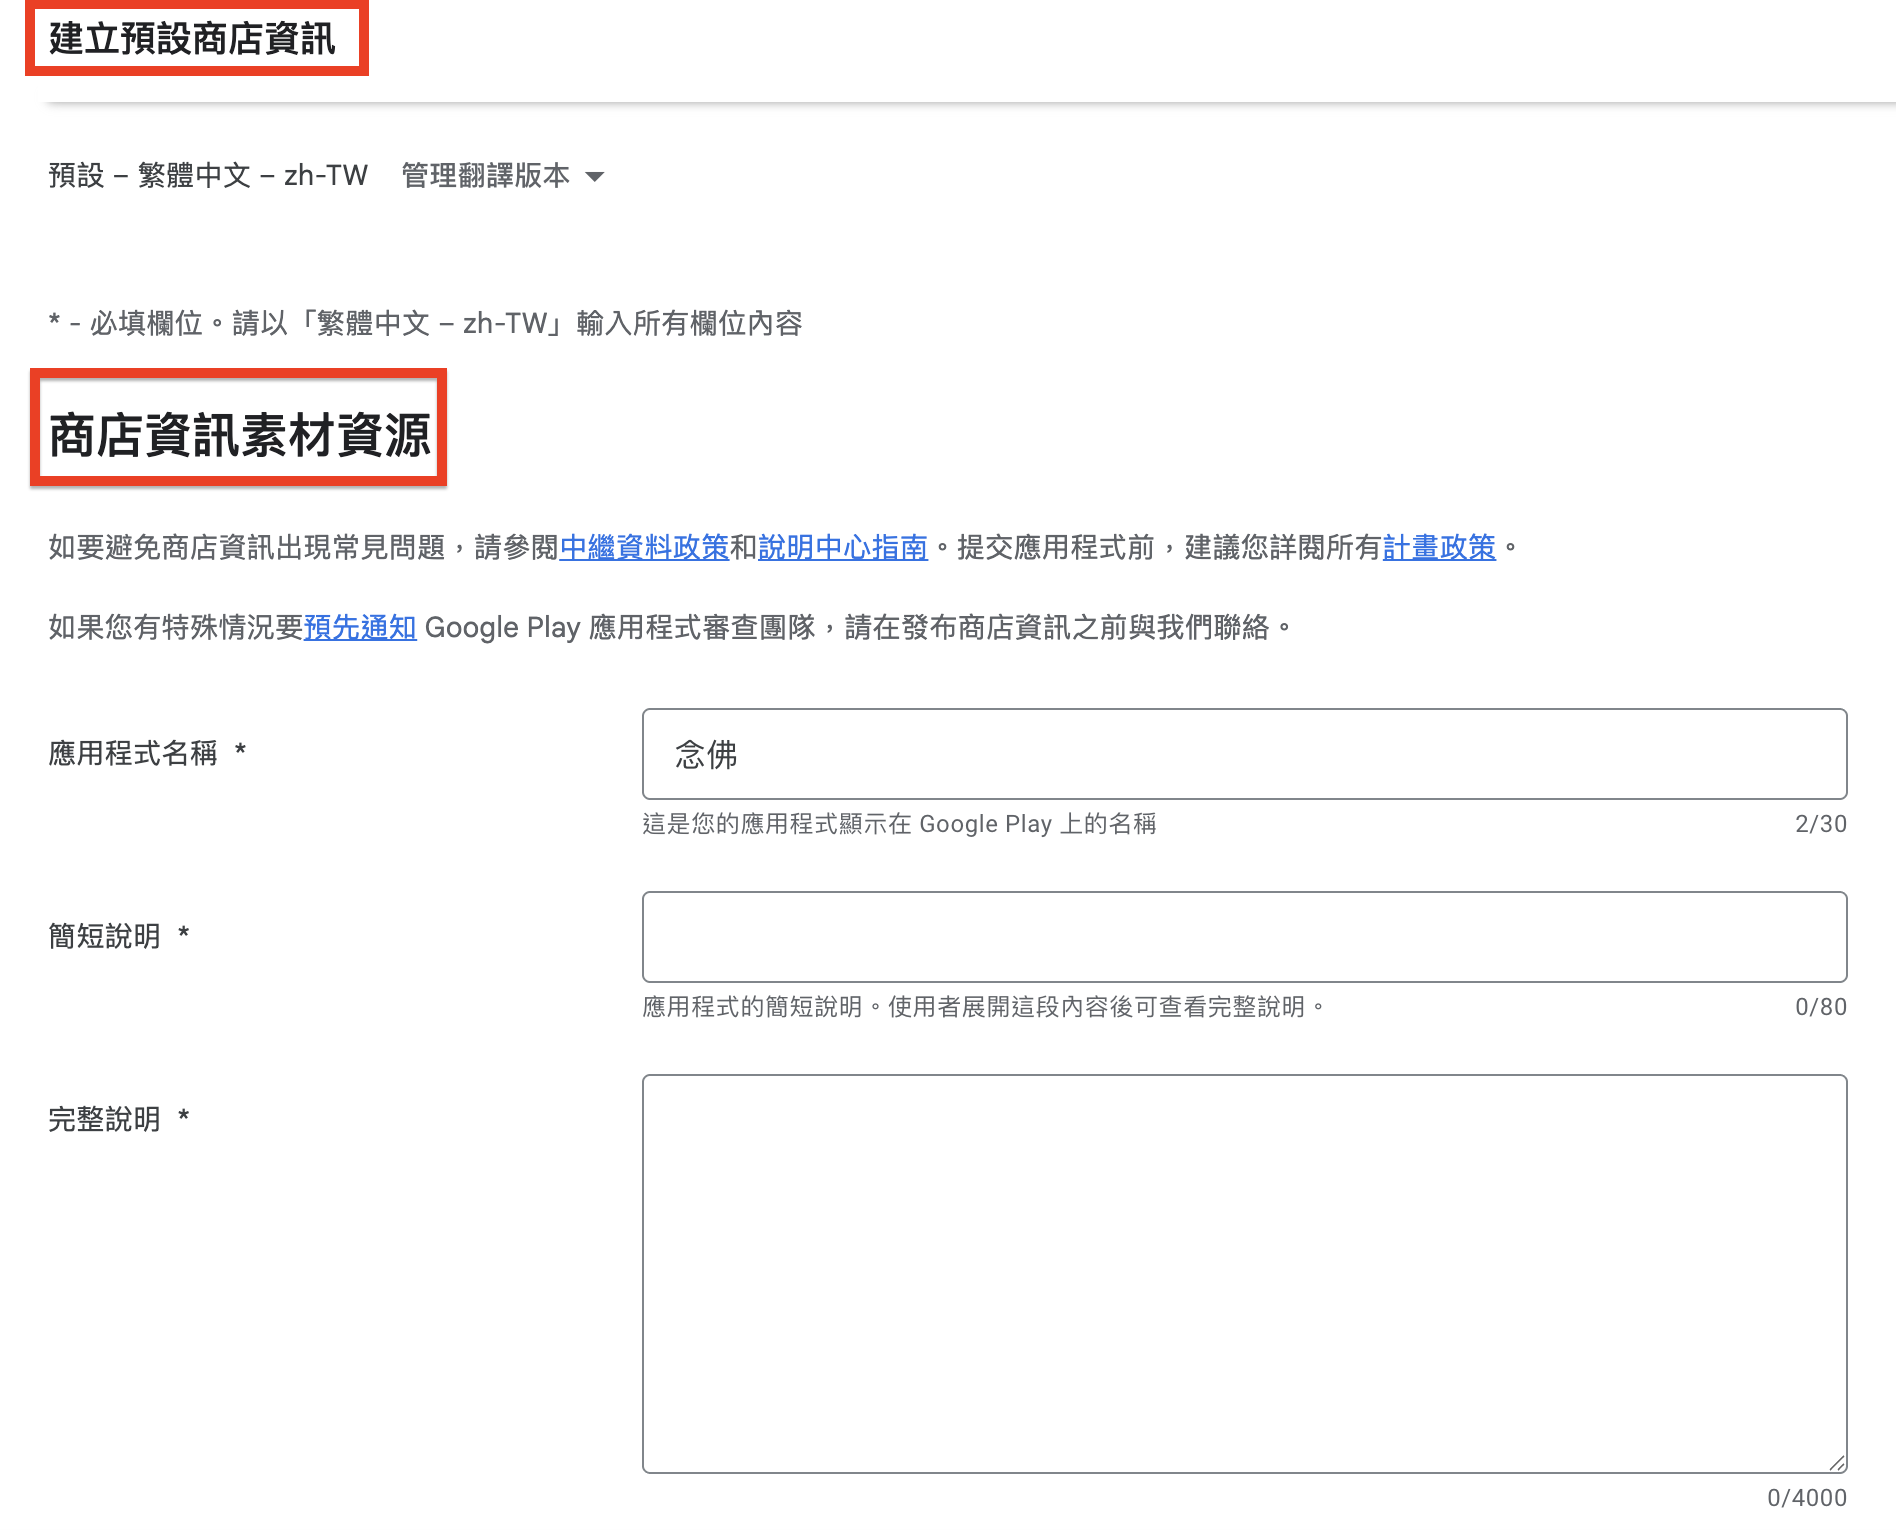 建立預設商店資訊
預設 – 繁體中文 – zh-TW 管理翻譯版本
* - 必填欄位。請以「繁體中文 – zh-TW」輸入所有欄位內容
商店資訊素材資源
如要避免商店資訊出現常見問題，請參閱中繼資料政策和說明中心指南。提交應用程式前，建議您詳閱所有計畫政策。
如果您有特殊情況要預先通知 Google Play 應用程式審查團隊，請在發布商店資訊之前與我們聯絡。
應用程式名稱 *
念佛
這是您的應用程式顯示在 Google Play 上的名稱 2/30
簡短說明 *
應用程式的簡短說明。使用者展開這段內容後可查看完整說明。 0/80
完整說明 *
0/4000